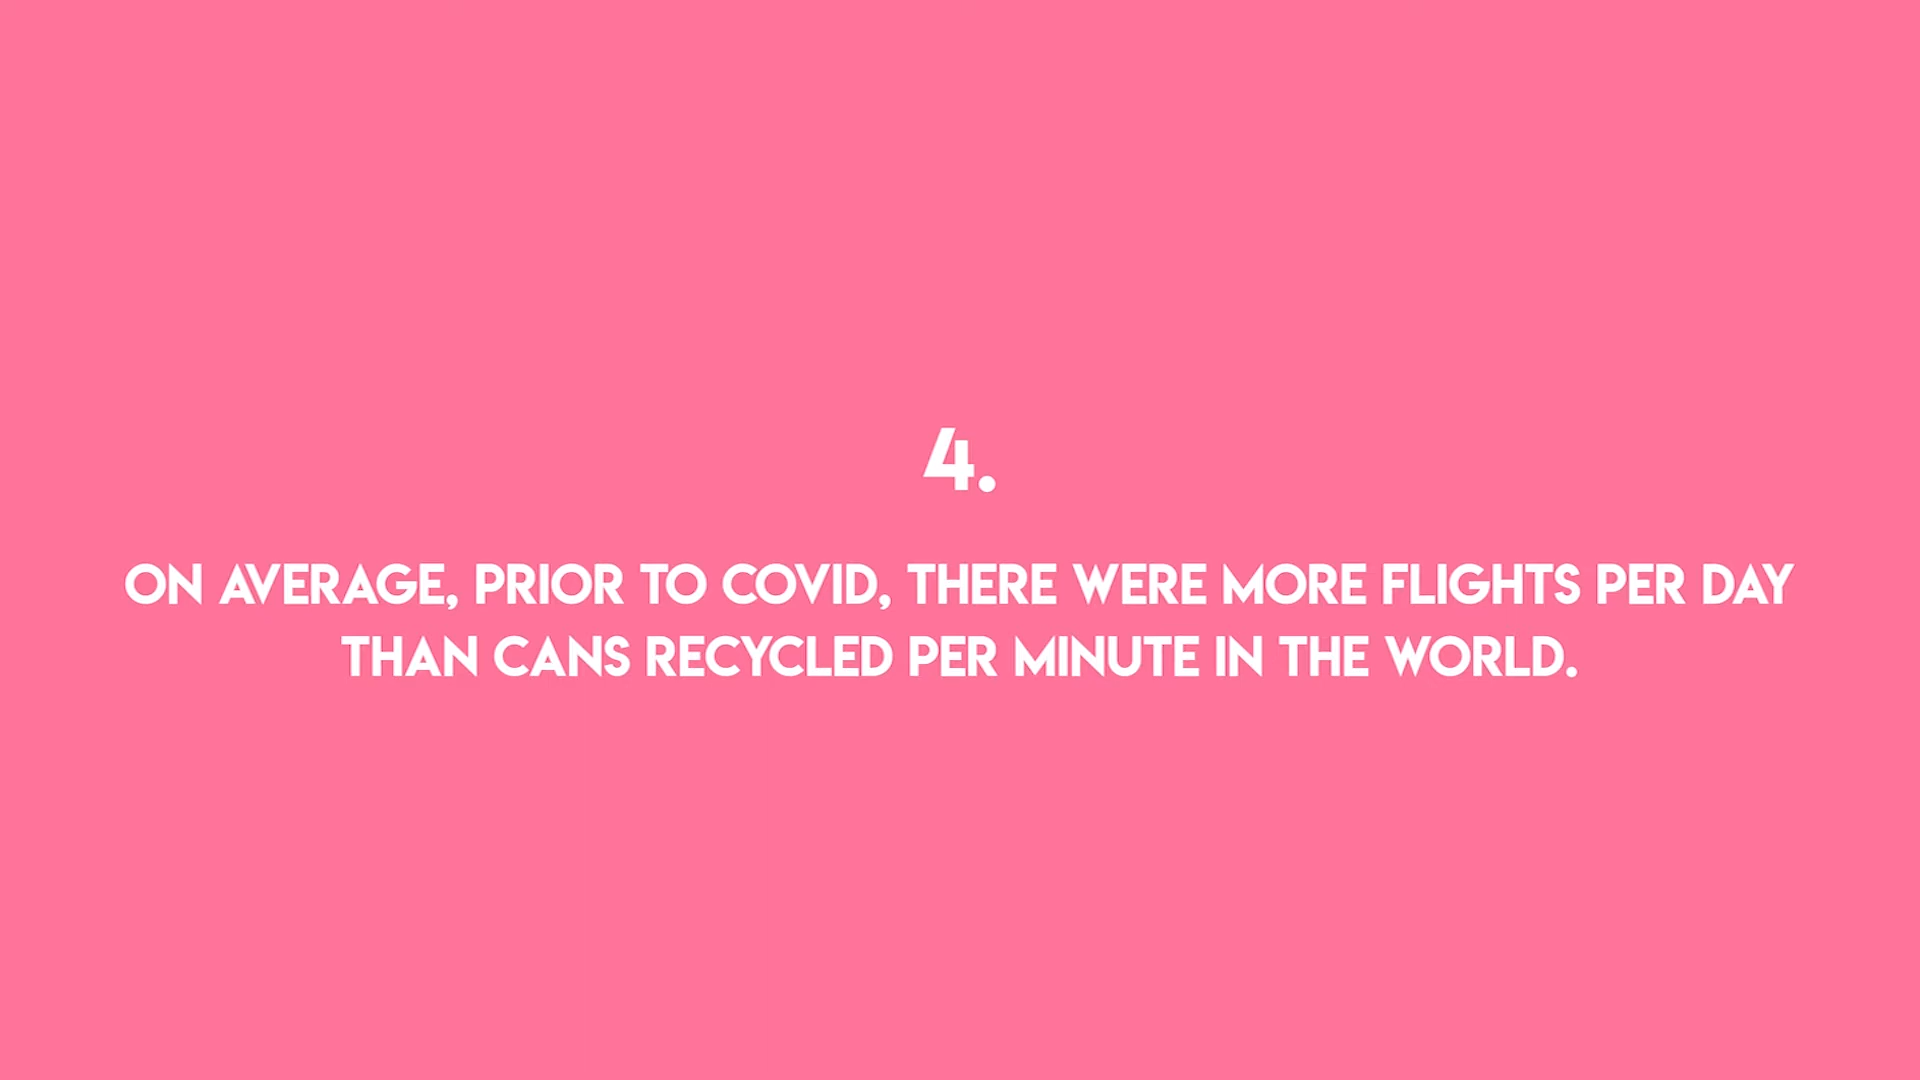 4.
ON AVERAGE, PRIOR TO COVID, THERE WERE MORE FLIGHTS PER DAY
THAN CANS RECYCLED PER MINUTE IN THE WORLD.